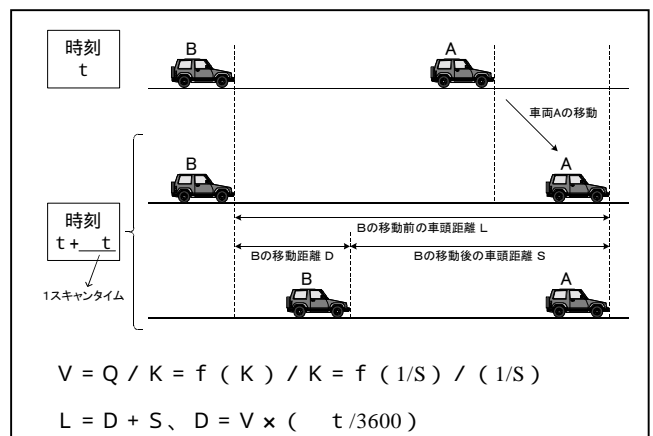 時刻
t
B
A
車両Aの移動
B
A
時刻
t + t
1スキャンタイム
Bの移動前の車頭距離 L
Bの移動距離 D
Bの移動後の車頭距離 S
B
A
V = Q / K = f ( K ) / K = f ( 1/S ) / ( 1/S )
L = D + S 、 D = V × ( t /3600 )